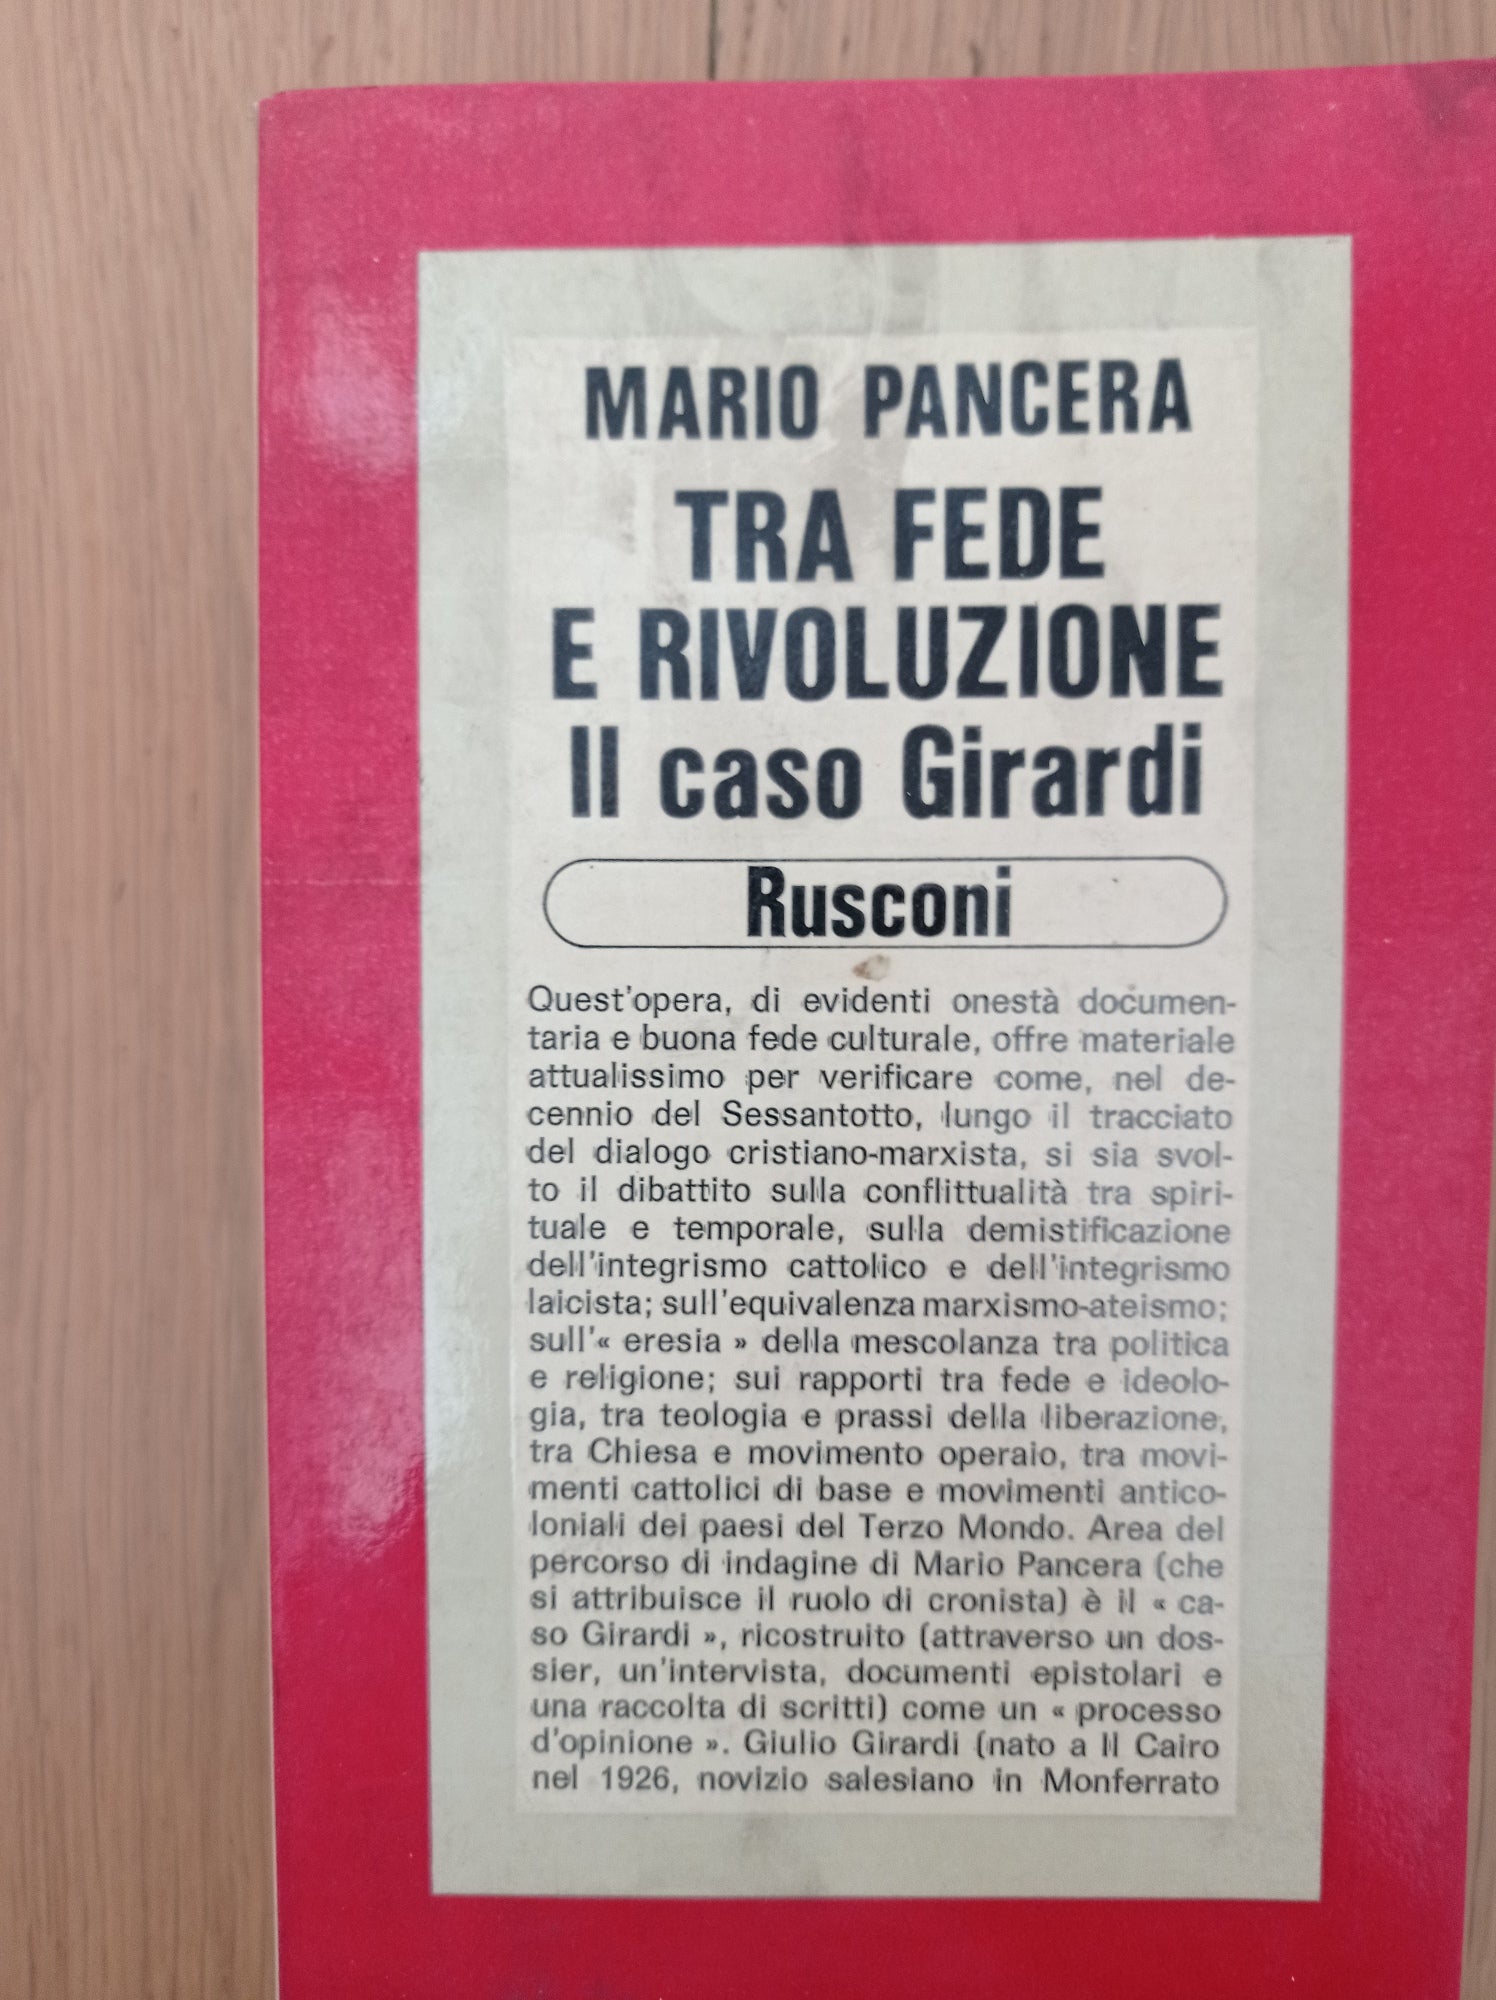 MARIO PANCERA
TRA FEDE
E RIVOLUZIONE
Il caso Girardi
Rusconi
Quest'opera, di evidenti onestà documen-
taria e buona fede culturale, offre materiale
attualissimo per verificare come, nel de-
cennio del Sessantotto, lungo il tracciato
del dialogo cristiano-marxista, si sia svol-
to il dibattito sulla conflittualità tra spiri-
tuale e temporale, sulla demistificazione
dell'integrismo cattolico e dell'integrismo
laicista; sull'equivalenza marxismo-ateismo;
sull'« eresia » della mescolanza tra politica
e religione; sui rapporti tra fede e ideolo-
gia, tra teologia e prassi della liberazione,
tra Chiesa e movimento operaio, tra movi-
menti cattolici di base e movimenti antico-
loniali dei paesi del Terzo Mondo. Area del
percorso di indagine di Mario Pancera (che
si attribuisce il ruolo di cronista) è il « ca-
so Girardi », ricostruito (attraverso un dos-
sier, un'intervista, documenti epistolari e
una raccolta di scritti) come un « processo
d'opinione ». Giulio Girardi (nato a Il Cairo
nel 1926, novizio salesiano in Monferrato